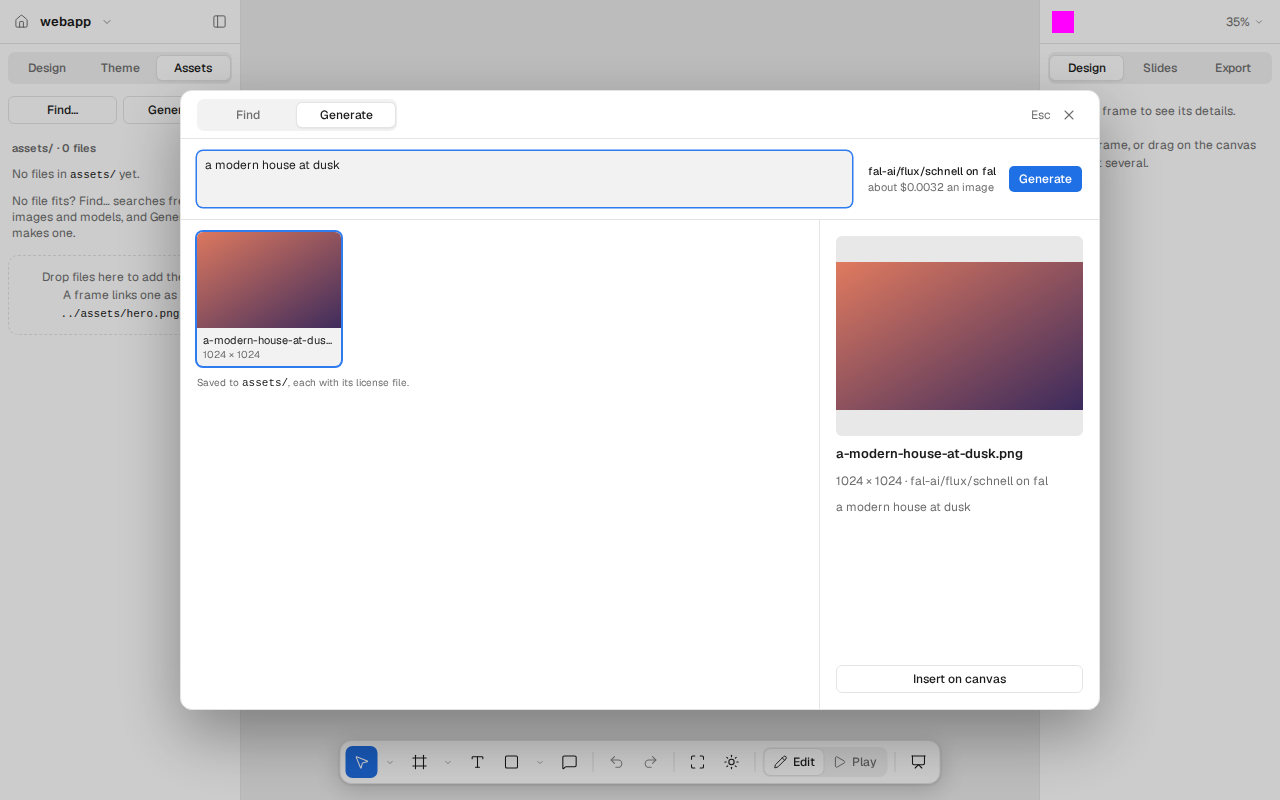 webapp
35%
Design
Theme
Assets
Design
Slides
Export
Find…
assets/ · 0 files
No files in assets/ yet.
No file fits? Find… searches
images and models, and
makes one.
Drop files here to add
A frame links one as
../assets/hero.png
frame to see its details.
or drag on the canvas
several.
Find
Generate
Esc
a modern house at dusk
fal-ai/flux/schnell on fal
about $0.0032 an image
Generate
a-modern-house-at-dus…
1024 × 1024
Saved to assets/, each with its license file.
a-modern-house-at-dusk.png
1024 × 1024 · fal-ai/flux/schnell on fal
a modern house at dusk
Insert on canvas
Edit
Play